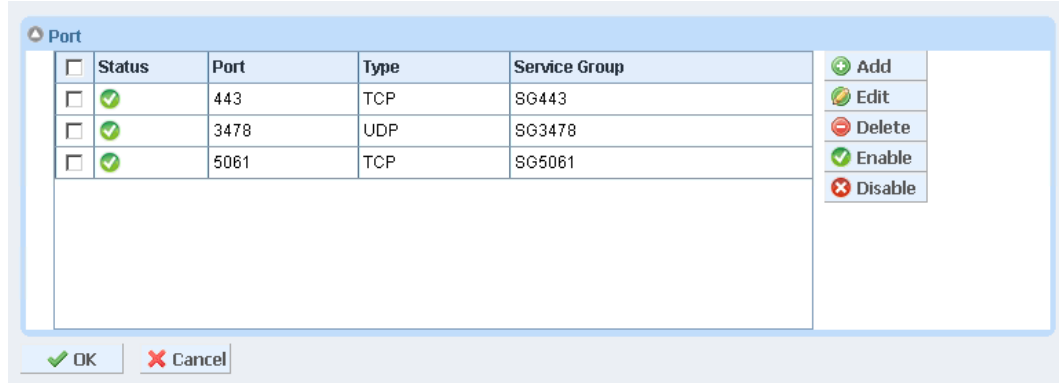 Port
Status Port Type Service Group
443 TCP SG443
3478 UDP SG3478
5061 TCP SG5061
Add
Edit
Delete
Enable
Disable
OK Cancel